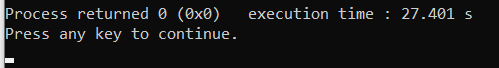 Process returned 0 (0x0)   execution time : 27.401 s
Press any key to continue.